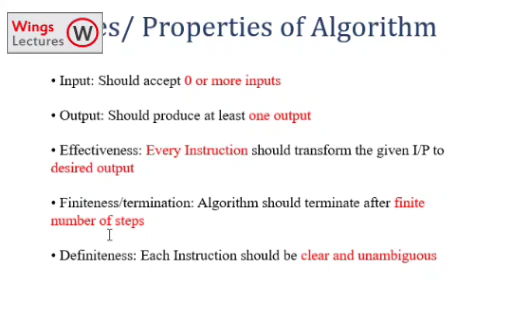 Wings
Lectures W
es/ Properties of Algorithm
• Input: Should accept 0 or more inputs
• Output: Should produce at least one output
• Effectiveness: Every Instruction should transform the given I/P to
desired output
• Finiteness/termination: Algorithm should terminate after finite
number of steps
• Definiteness: Each Instruction should be clear and unambiguous